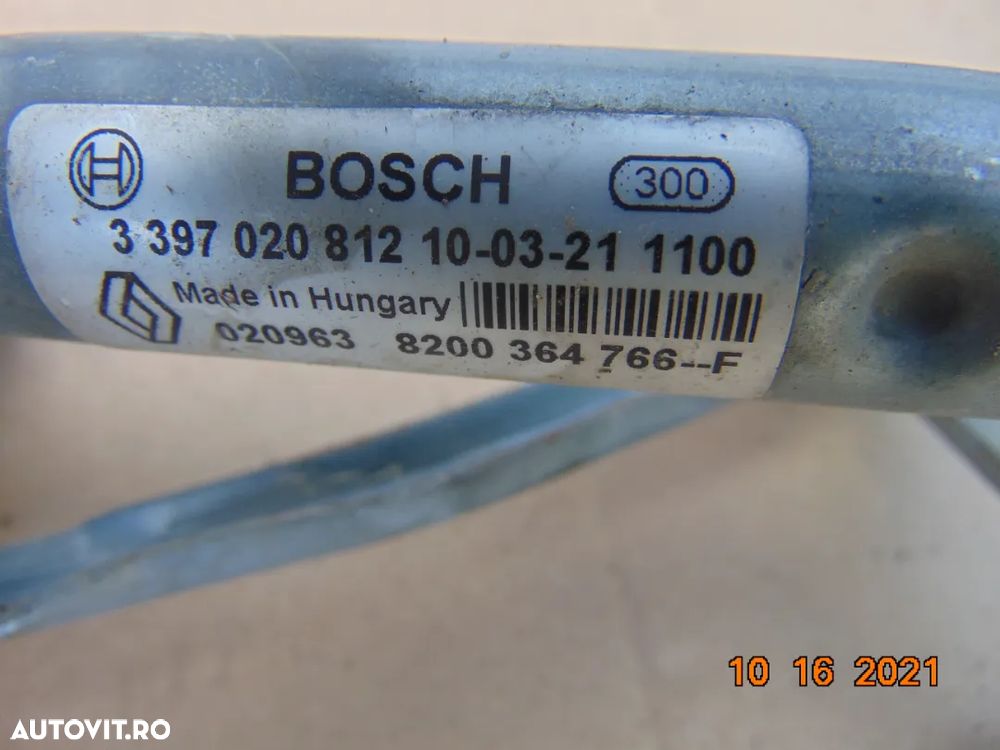 BOSCH 300
3 397 020 812 10-03-21 1100
Made in Hungary
020963 8200 364 766--F
10 16 2021
AUTOVIT.RO